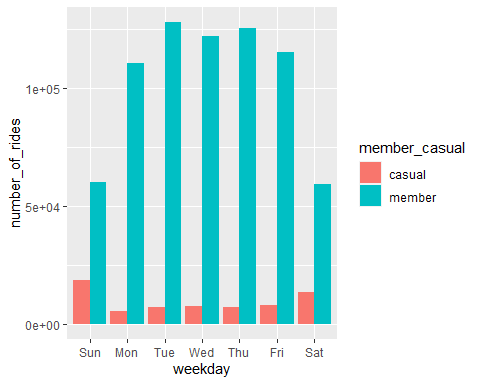 number_of_rides
1e+05
5e+04
0e+00
Sun Mon Tue Wed Thu Fri Sat
weekday
member_casual
casual
member